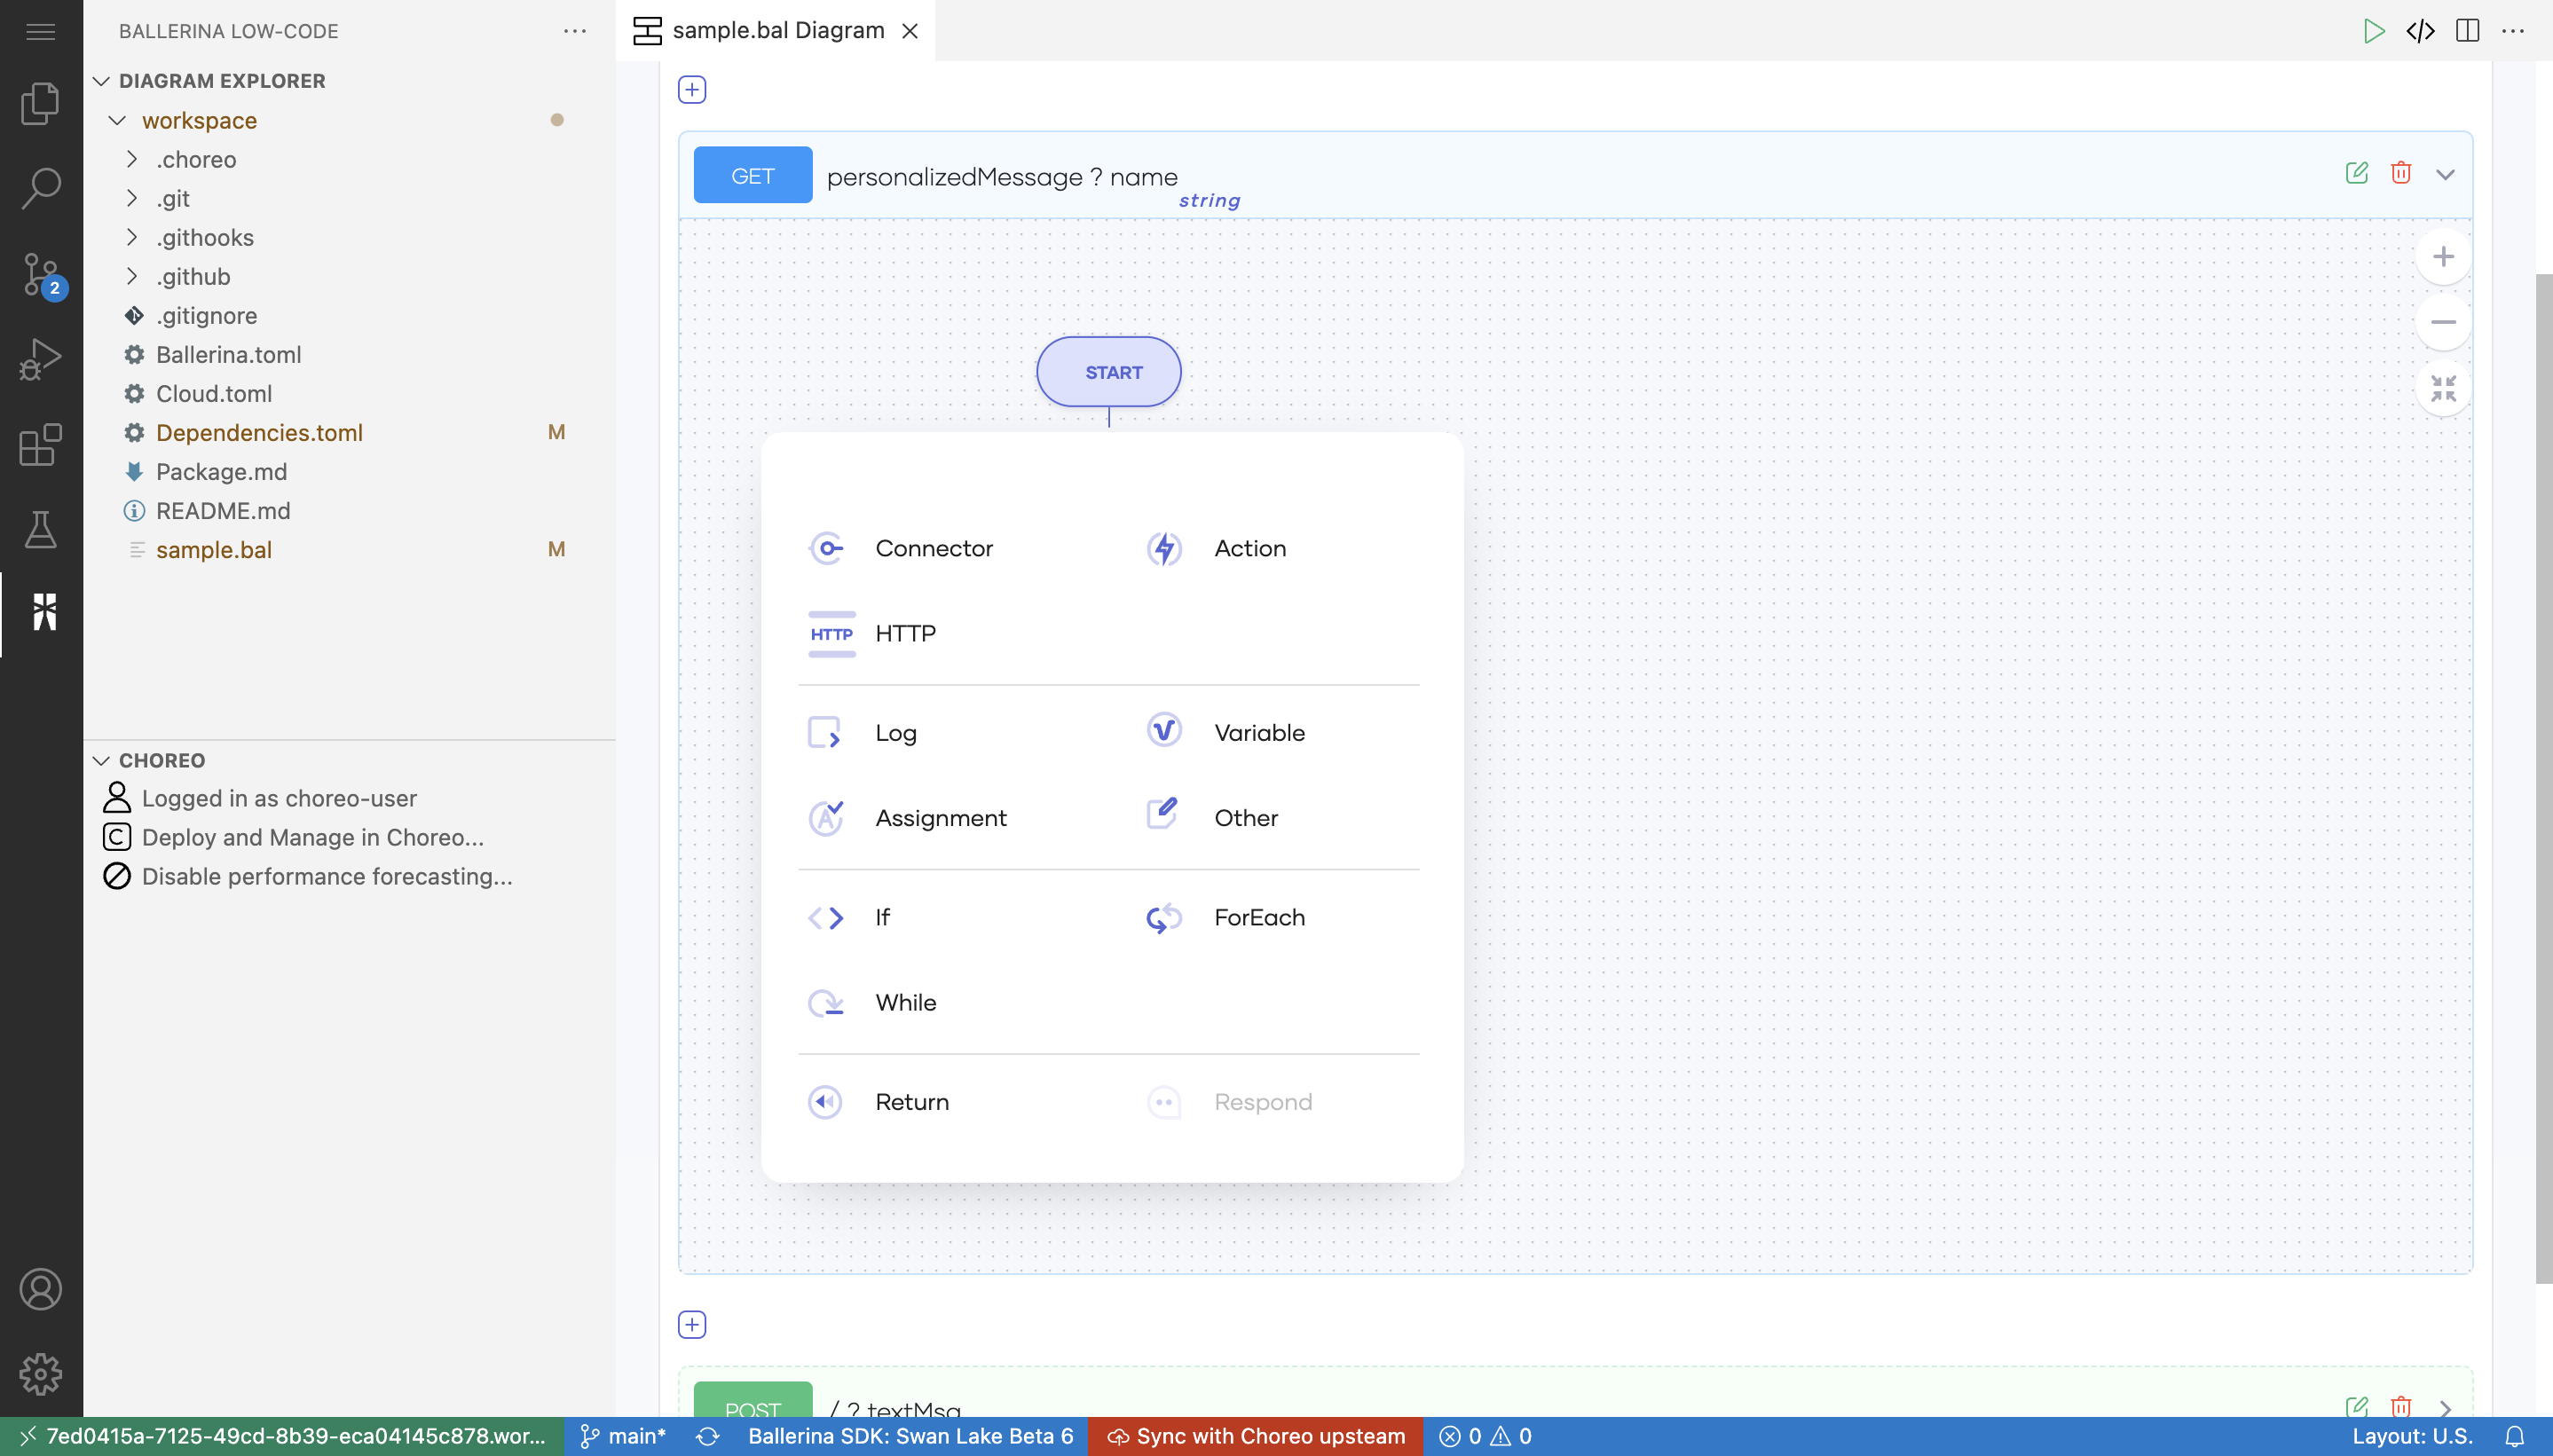 BALLERINA LOW-CODE
sample.bal Diagram
DIAGRAM EXPLORER
workspace
.choreo
.git
2
.githooks
.github
.gitignore
Ballerina.toml
Cloud.toml
Dependencies.toml M
Package.md
README.md
sample.bal M
CHOREO
Logged in as choreo-user
C Deploy and Manage in Choreo...
Disable performance forecasting...
GET personalizedMessage ? name
string
START
Connector
Action
HTTP HTTP
Log
Variable
Assignment
Other
If
ForEach
While
Return
Respond
POST / ? textMsg
7ed0415a-7125-49cd-8b39-eca04145c878.wor... main* Ballerina SDK: Swan Lake Beta 6 Sync with Choreo upsteam 0 0 Layout: U.S.